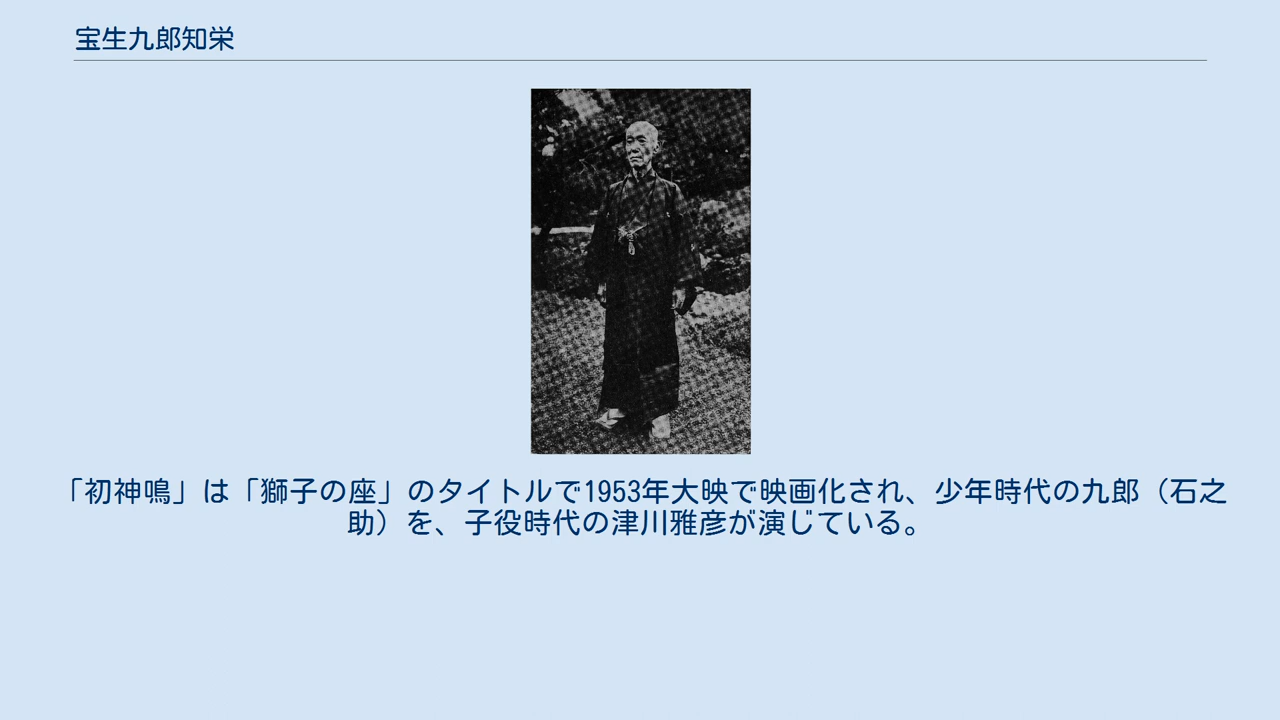 宝生九郎知栄
「初神鳴」は「獅子の座」のタイトルで1953年大映で映画化され、少年時代の九郎（石之
助）を、子役時代の津川雅彦が演じている。